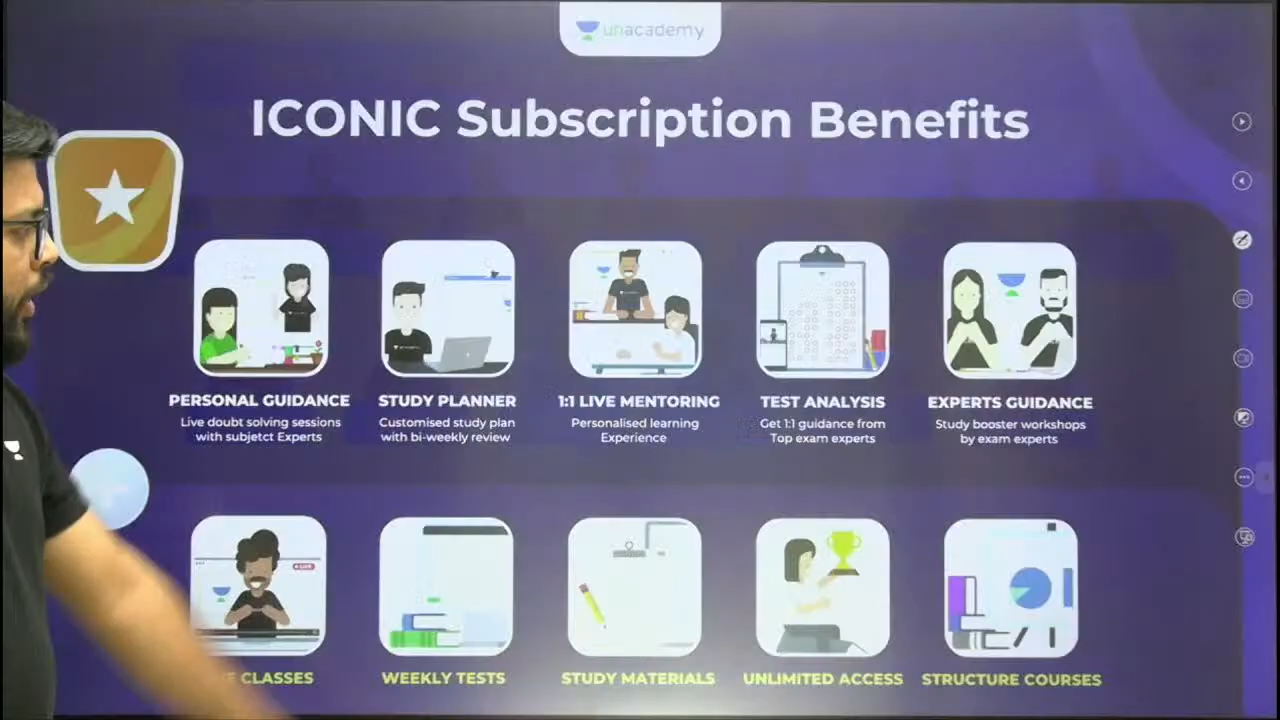 unacademy
ICONIC Subscription Benefits
PERSONAL GUIDANCE
Live doubt solving sessions
with subjetct Experts
STUDY PLANNER
Customised study plan
with bi-weekly review
1:1 LIVE MENTORING
Personalised learning
Experience
TEST ANALYSIS
Get 1:1 guidance from
Top exam experts
EXPERTS GUIDANCE
Study booster workshops
by exam experts
LIVE
CLASSES
WEEKLY TESTS
STUDY MATERIALS
UNLIMITED ACCESS
STRUCTURE COURSES